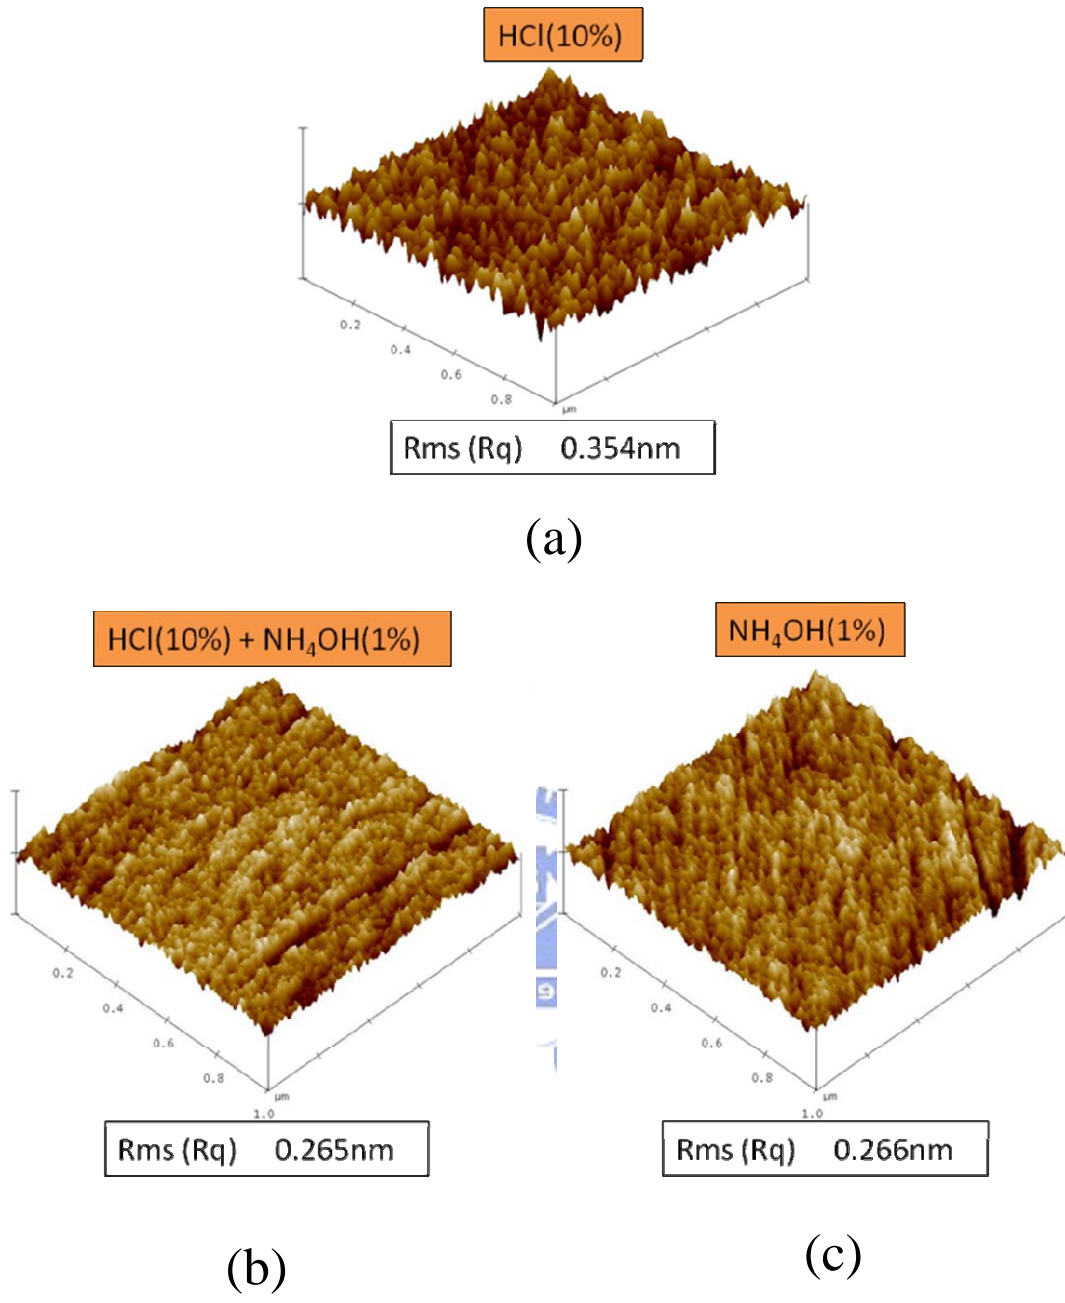 HCl(10%)
0.2
0.4
0.6
0.8
µm
Rms (Rq) 0.354nm
(a)
HCl(10%) + NH₄OH(1%)
NH₄OH(1%)
0.2
0.4
0.6
0.8
µm
1.0
0.2
0.4
0.6
0.8
µm
1.0
Rms (Rq) 0.265nm
Rms (Rq) 0.266nm
(b)
(c)